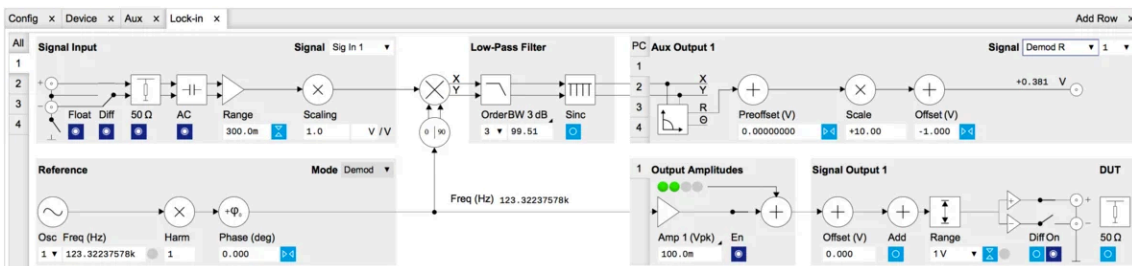 Config x Device x Aux x Lock-in x Add Row x
All Signal Input Signal Sig In 1 Low-Pass Filter PC Aux Output 1 Signal Demod R 1
1
2
3
4
X
Y
+
-
Float Diff 50 Ω AC Range Scaling
300.0m 1.0 V / V
0 | 90
Order BW 3 dB Sinc
3 99.51
1
2
3
4
X
Y
R
Θ
+0.381 V
Preoffset (V) Scale Offset (V)
0.00000000 +10.00 -1.000
Reference Mode Demod
+φ₀
Freq (Hz) 123.32237578k
Osc Freq (Hz) Harm Phase (deg)
1 123.32237578k 1 0.000
1 Output Amplitudes Signal Output 1 DUT
+
-
Amp 1 (Vpk) En Offset (V) Add Range Diff On 50 Ω
100.0m 0.000 1 V